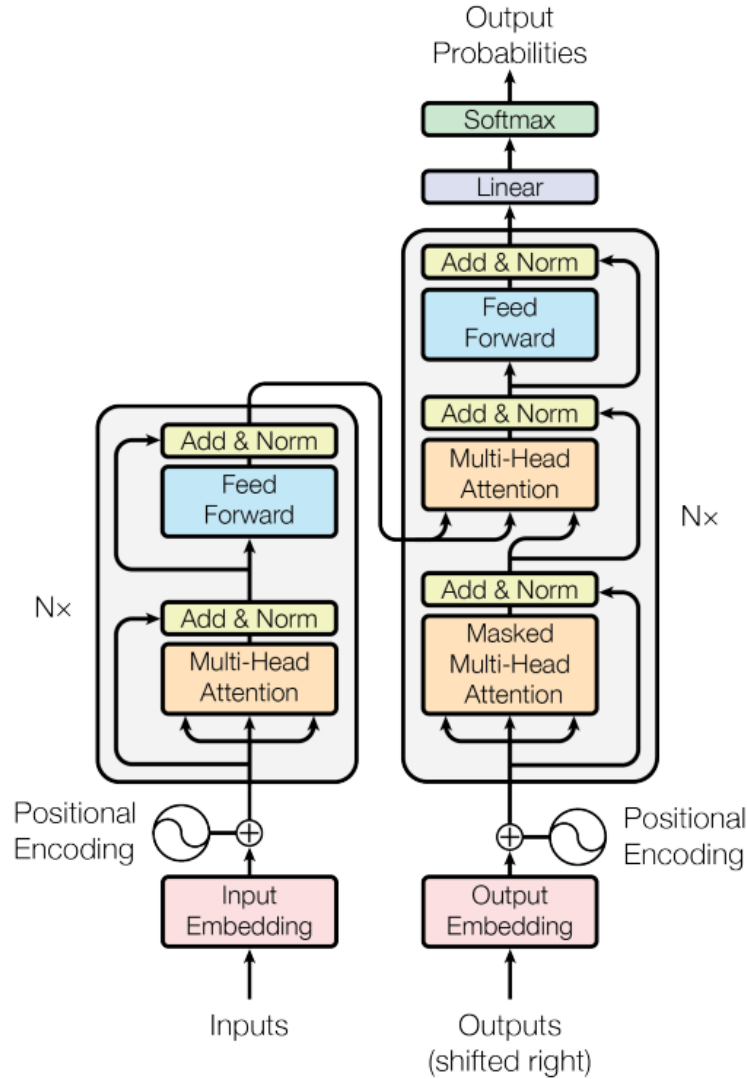 Output
Probabilities
Softmax
Linear
Add & Norm
Feed
Forward
Add & Norm
Multi-Head
Attention
Add & Norm
Masked
Multi-Head
Attention
Nx
Add & Norm
Feed
Forward
Add & Norm
Multi-Head
Attention
Nx
Positional
Encoding
Positional
Encoding
Input
Embedding
Output
Embedding
Inputs
Outputs
(shifted right)